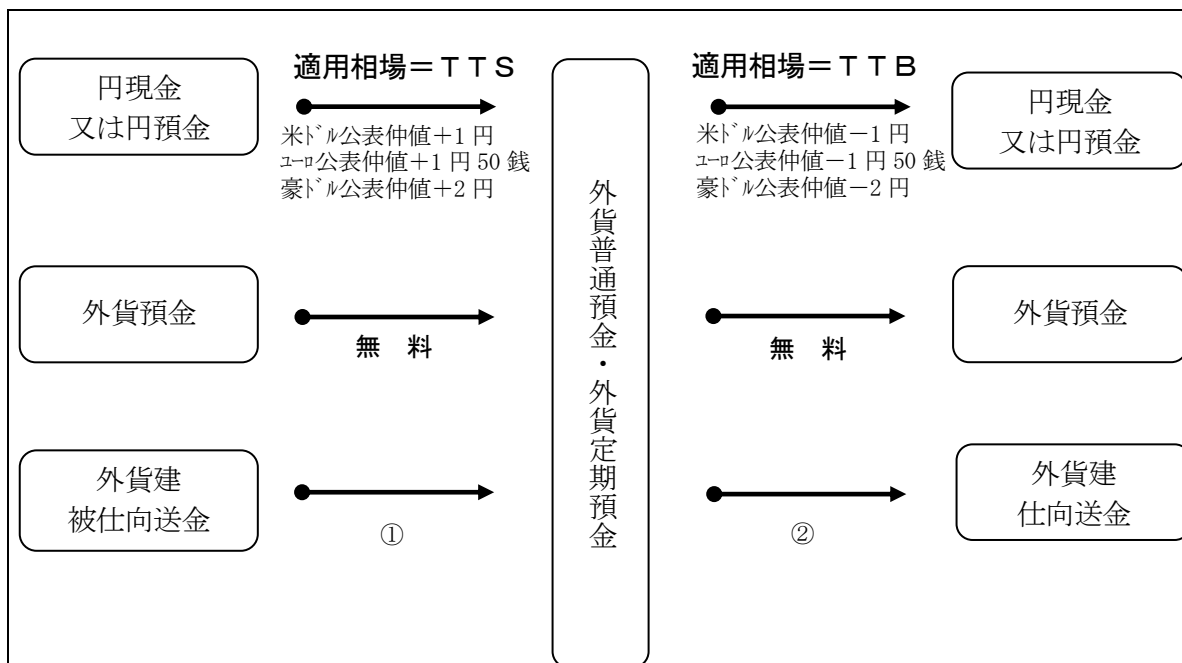 円現金
又は円預金
適用相場＝ＴＴＳ
米ﾄﾞﾙ公表仲値＋1 円
ﾕｰﾛ公表仲値＋1 円 50 銭
豪ﾄﾞﾙ公表仲値＋2 円
外貨預金
無　料
外貨建
被仕向送金
①
外貨普通預金・外貨定期預金
適用相場＝ＴＴＢ
米ﾄﾞﾙ公表仲値－1 円
ﾕｰﾛ公表仲値－1 円 50 銭
豪ﾄﾞﾙ公表仲値－2 円
円現金
又は円預金
無　料
外貨預金
②
外貨建
仕向送金